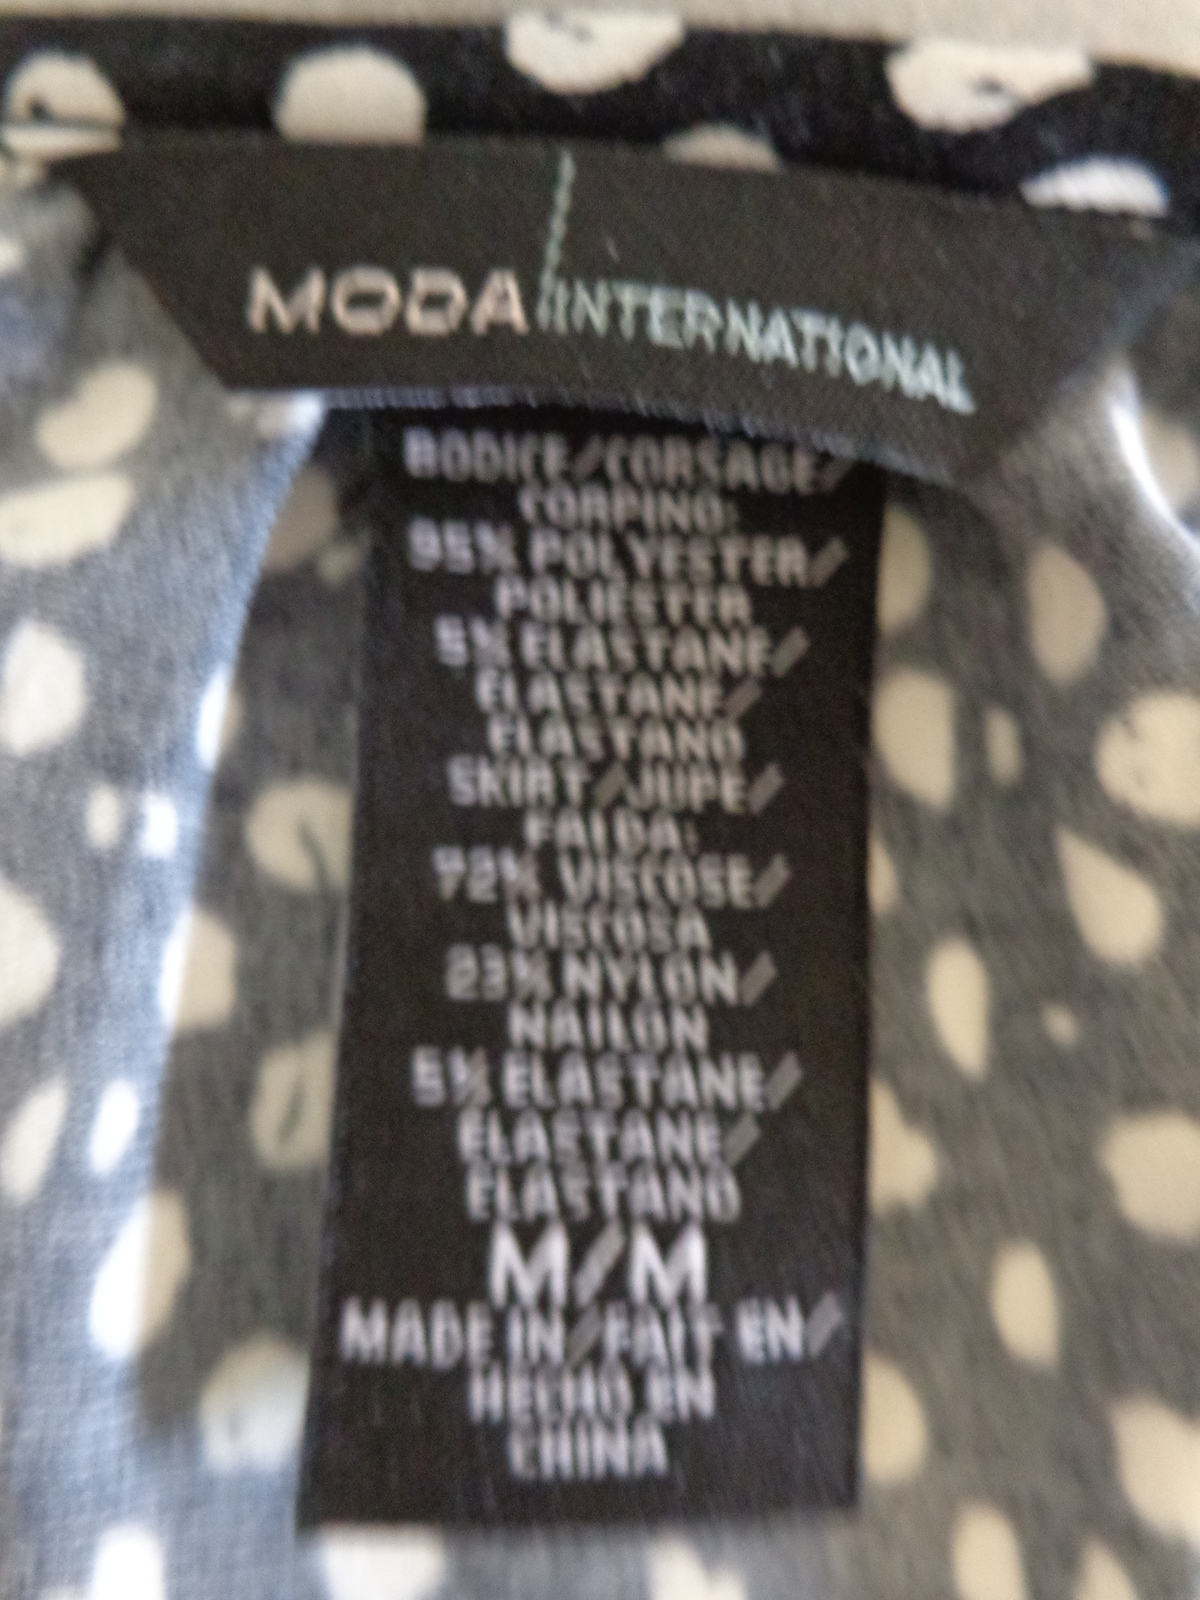 MODA/INTERNATIONAL
BODICE/CORSAGE/
CORPINO:
95% POLYESTER/
POLIESTER
5% ELASTANE/
ELASTANE/
ELASTANO
SKIRT/JUPE/
FALDA:
72% VISCOSE/
VISCOSA
23% NYLON/
NAILON
5% ELASTANE/
ELASTANE/
ELASTANO
M/M
MADE IN/FAIT EN/
HECHO EN
CHINA